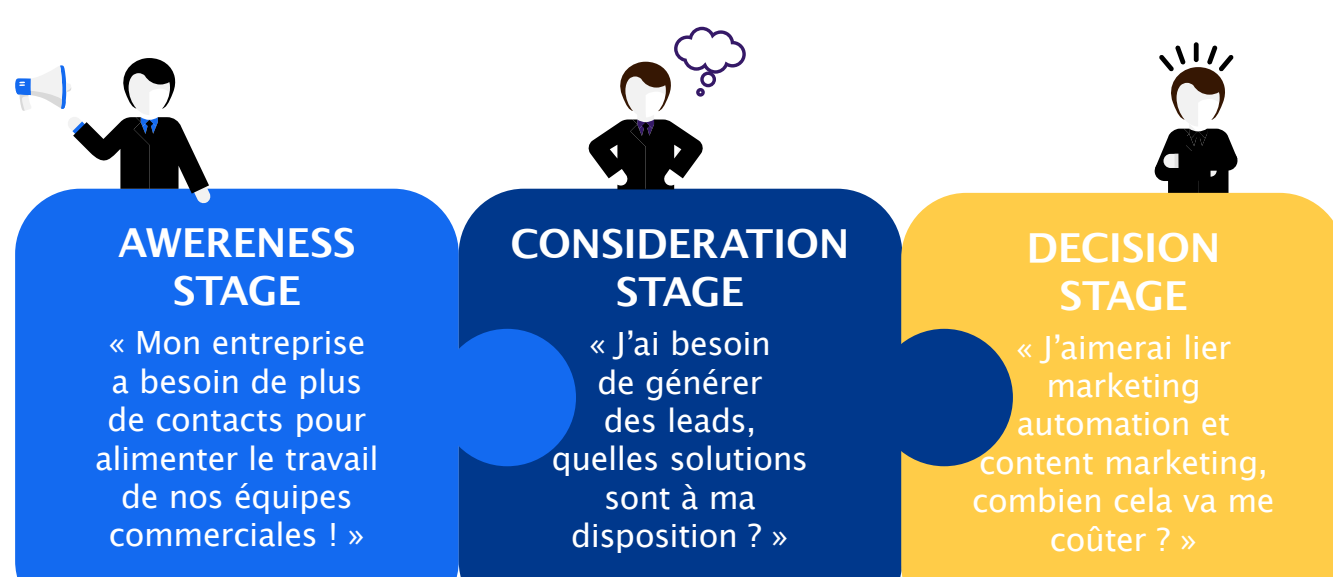 AWERENESS
STAGE
« Mon entreprise
a besoin de plus
de contacts pour
alimenter le travail
de nos équipes
commerciales ! »
CONSIDERATION
STAGE
« J’ai besoin
de générer
des leads,
quelles solutions
sont à ma
disposition ? »
DECISION
STAGE
« J’aimerai lier
marketing
automation et
content marketing,
combien cela va me
coûter ? »